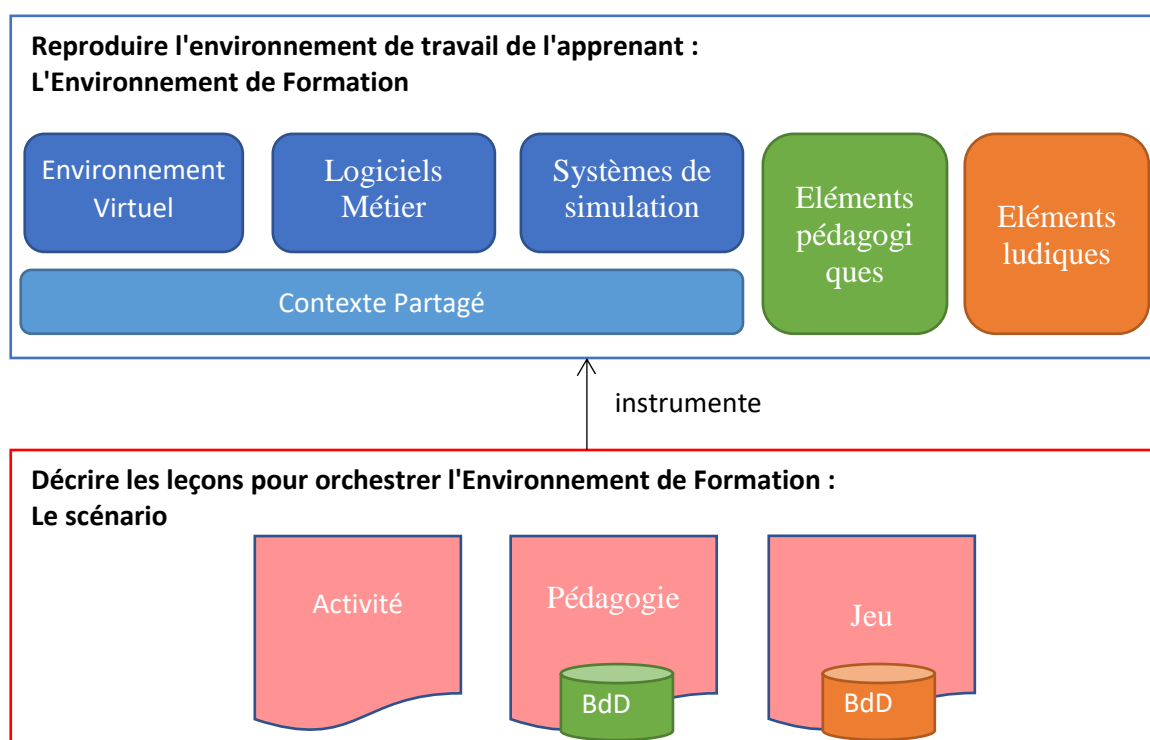 Reproduire l'environnement de travail de l'apprenant :
L'Environnement de Formation
Environnement
Virtuel
Logiciels
Métier
Systèmes de
simulation
Eléments
pédagogi
ques
Eléments
ludiques
Contexte Partagé
instrumente
Décrire les leçons pour orchestrer l'Environnement de Formation :
Le scénario
Activité
Pédagogie
Jeu
BdD
BdD